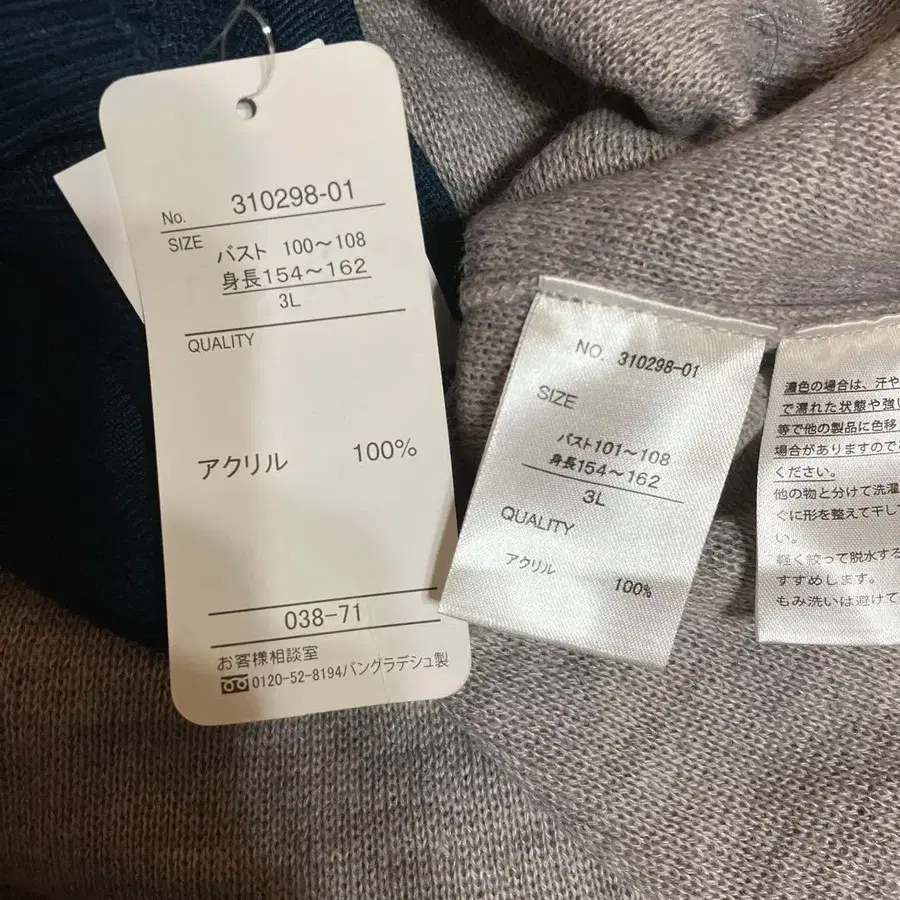 No. 310298-01
SIZE
バスト 100〜108
身長154〜162
3L
QUALITY
アクリル 100%
038-71
お客様相談室
0120-52-8194バングラデシュ製
NO. 310298-01
SIZE
バスト101〜108
身長154〜162
3L
QUALITY
アクリル 100%
濃色の場合は、汗や
で濡れた状態や強い
等で他の製品に色移
場合がありますので
ください。
他の物と分けて洗濯
ぐに形を整えて干して
い。
軽く絞って脱水する
すすめします。
もみ洗いは避けて